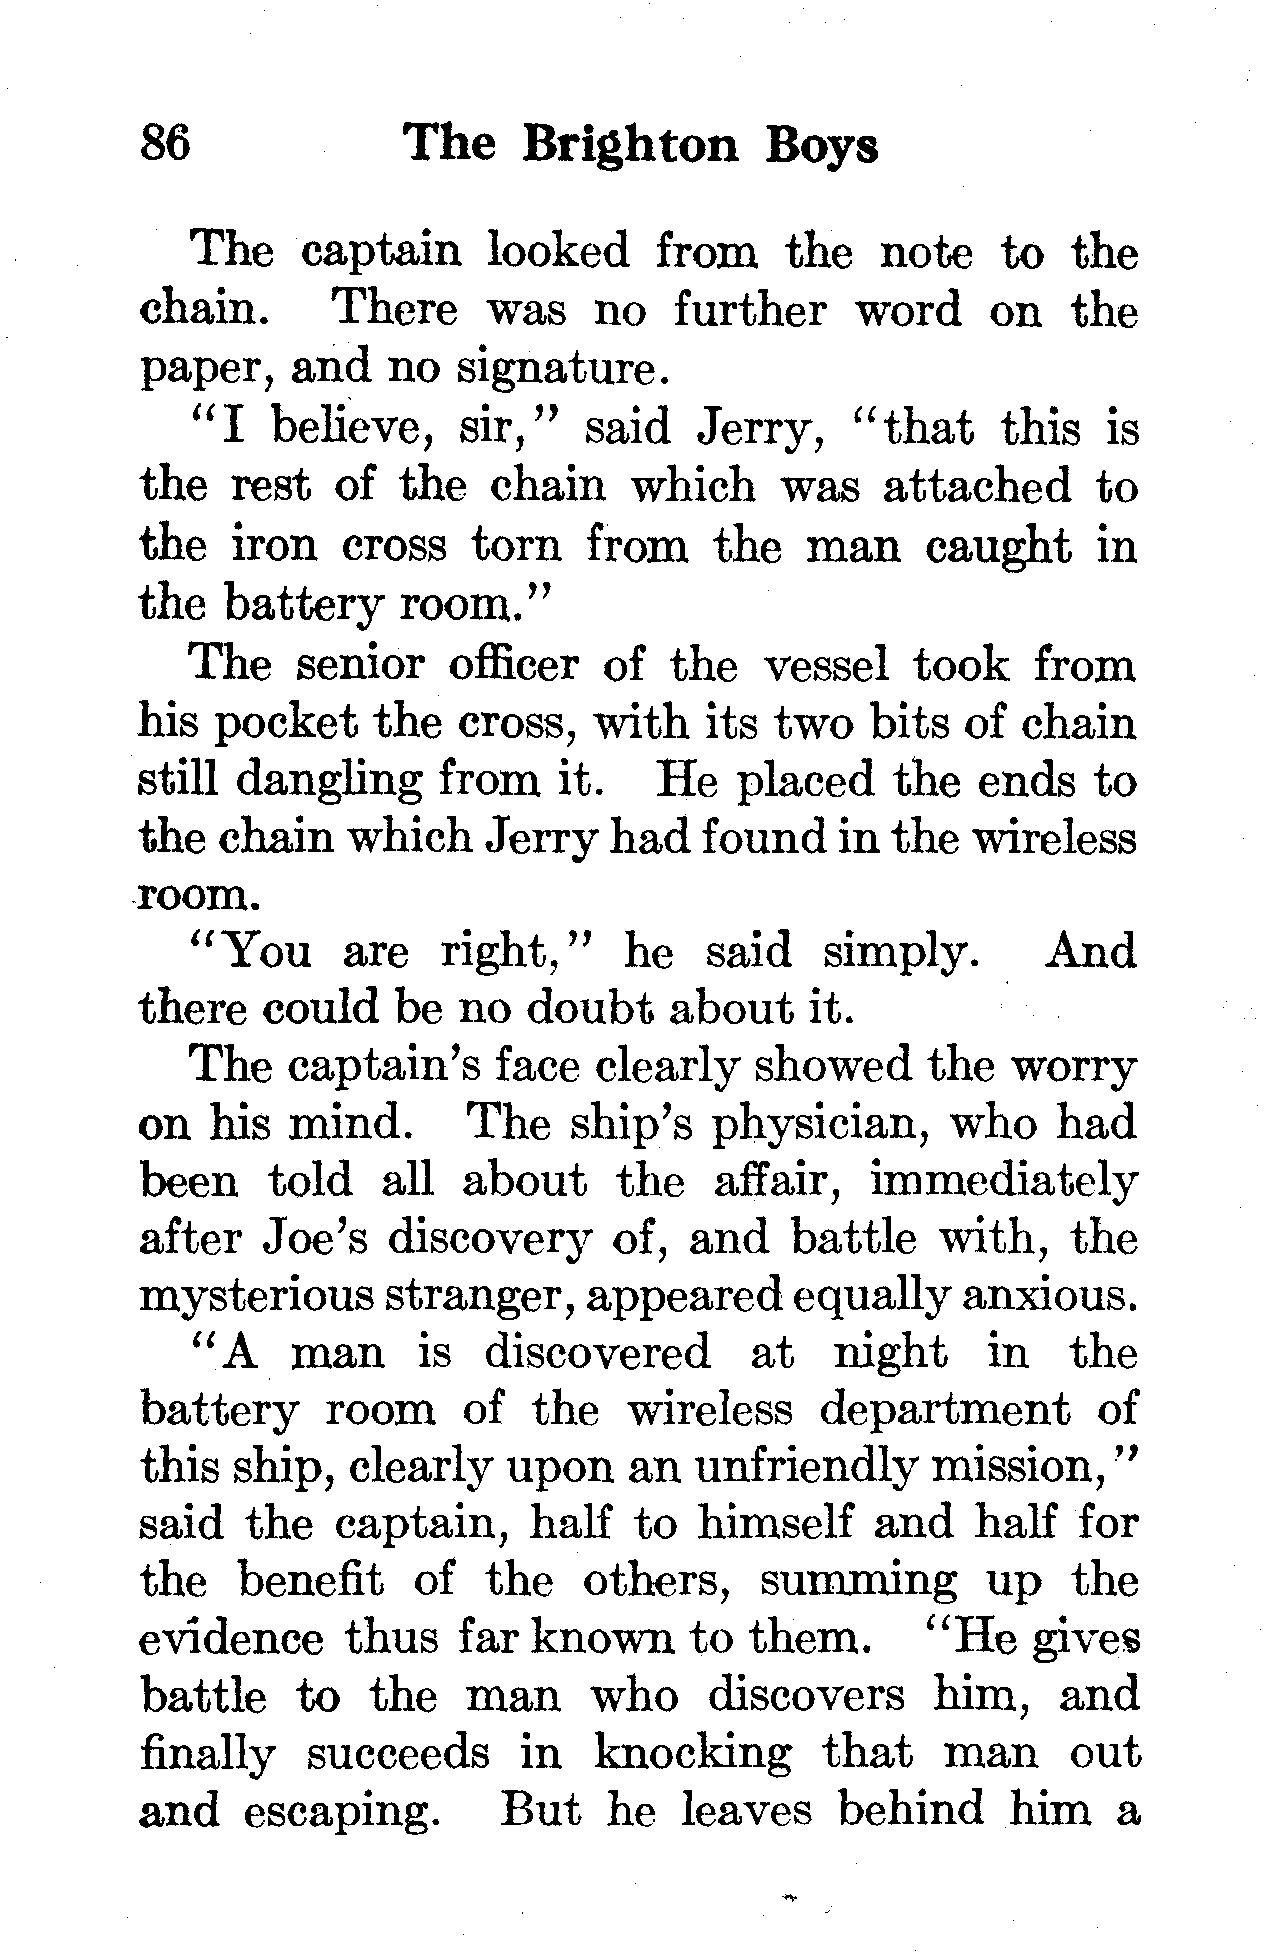 86 The Brighton Boys
The captain looked from the note to the
chain. There was no further word on the
paper, and no signature.
"I believe, sir," said Jerry, "that this is
the rest of the chain which was attached to
the iron cross torn from the man caught in
the battery room."
The senior officer of the vessel took from
his pocket the cross, with its two bits of chain
still dangling from it. He placed the ends to
the chain which Jerry had found in the wireless
room.
"You are right," he said simply. And
there could be no doubt about it.
The captain's face clearly showed the worry
on his mind. The ship's physician, who had
been told all about the affair, immediately
after Joe's discovery of, and battle with, the
mysterious stranger, appeared equally anxious.
"A man is discovered at night in the
battery room of the wireless department of
this ship, clearly upon an unfriendly mission,"
said the captain, half to himself and half for
the benefit of the others, summing up the
evidence thus far known to them. "He gives
battle to the man who discovers him, and
finally succeeds in knocking that man out
and escaping. But he leaves behind him a